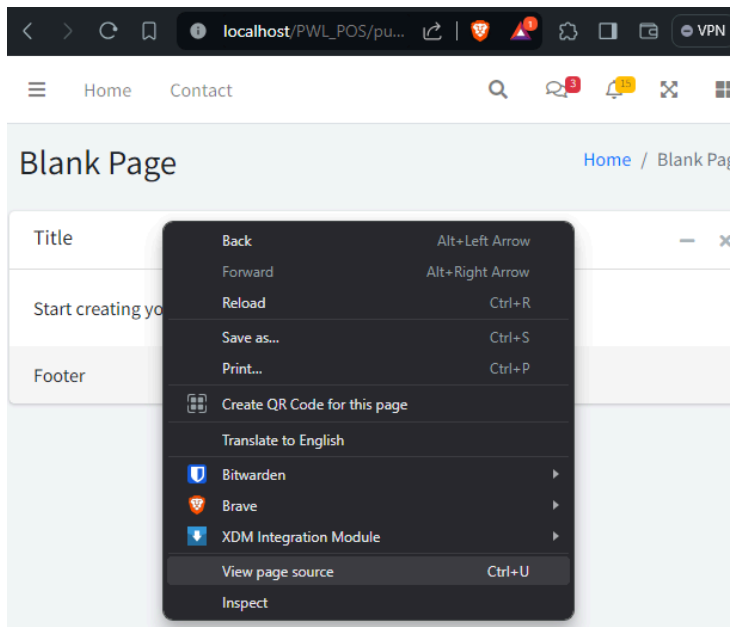 localhost/PWL_POS/pu...
1
VPN
Home Contact
3
15
Blank Page
Home / Blank Pag
Title
Start creating yo
Footer
Back Alt+Left Arrow
Forward Alt+Right Arrow
Reload Ctrl+R
Save as... Ctrl+S
Print... Ctrl+P
Create QR Code for this page
Translate to English
Bitwarden
Brave
XDM Integration Module
View page source Ctrl+U
Inspect